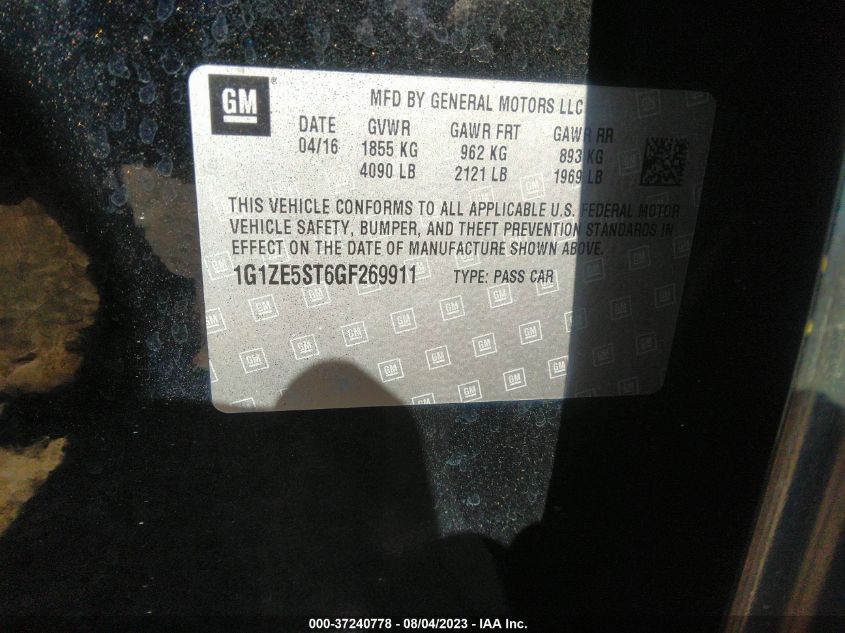 GM
MFD BY GENERAL MOTORS LLC
DATE GVWR GAWR FRT GAWR RR
04/16 1855 KG 962 KG 893 KG
4090 LB 2121 LB 1969 LB
THIS VEHICLE CONFORMS TO ALL APPLICABLE U.S. FEDERAL MOTOR
VEHICLE SAFETY, BUMPER, AND THEFT PREVENTION STANDARDS IN
EFFECT ON THE DATE OF MANUFACTURE SHOWN ABOVE.
1G1ZE5ST6GF269911 TYPE: PASS CAR
000-37240778 - 08/04/2023 - IAA Inc.